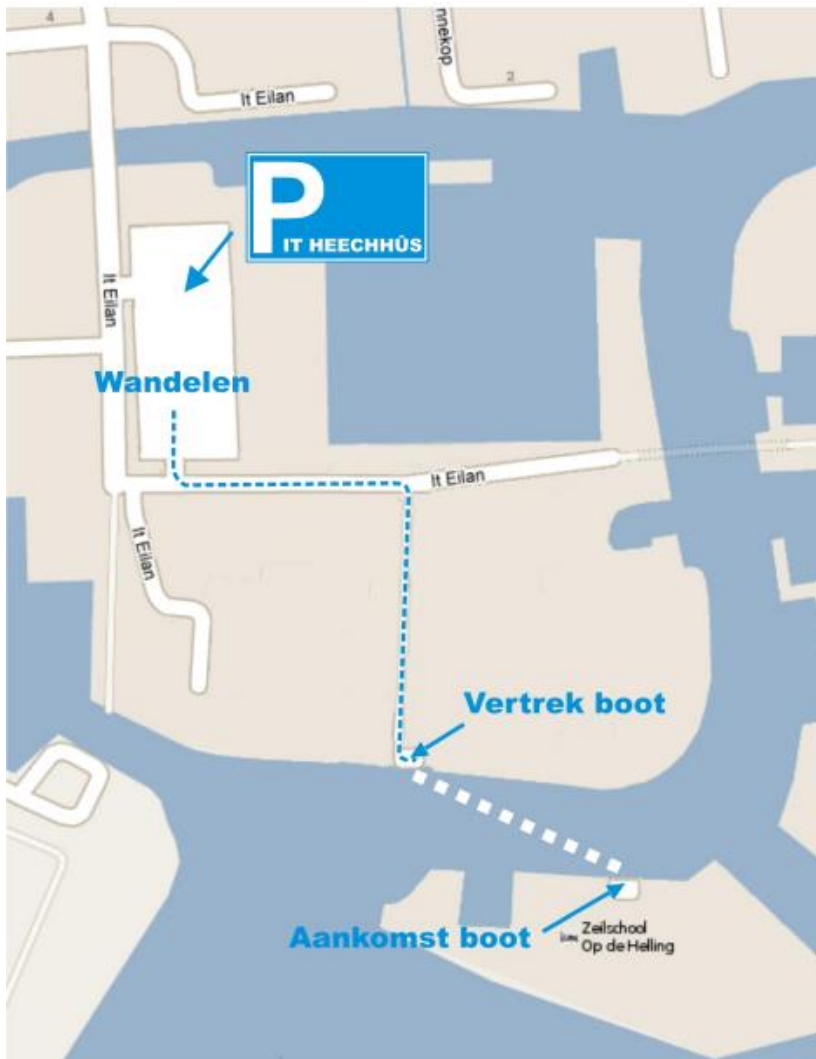 4
nnekop
2
It Eilan
P
IT HEECHHÛS
It Eilan
Wandelen
It Eilan
It Eilan
Vertrek boot
Aankomst boot
Zeilschool
Op de Helling